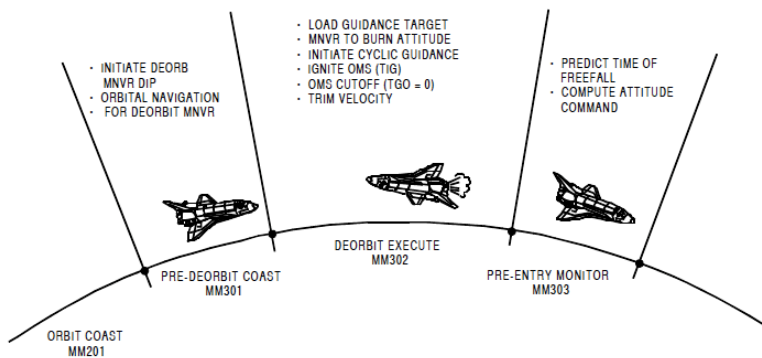 · INITIATE DEORB
MNVR DIP
· ORBITAL NAVIGATION
· FOR DEORBIT MNVR
· LOAD GUIDANCE TARGET
· MNVR TO BURN ATTITUDE
· INITIATE CYCLIC GUIDANCE
· IGNITE OMS (TIG)
· OMS CUTOFF (TGO = 0)
· TRIM VELOCITY
· PREDICT TIME OF
FREEFALL
· COMPUTE ATTITUDE
COMMAND
ORBIT COAST
MM201
PRE-DEORBIT COAST
MM301
DEORBIT EXECUTE
MM302
PRE-ENTRY MONITOR
MM303